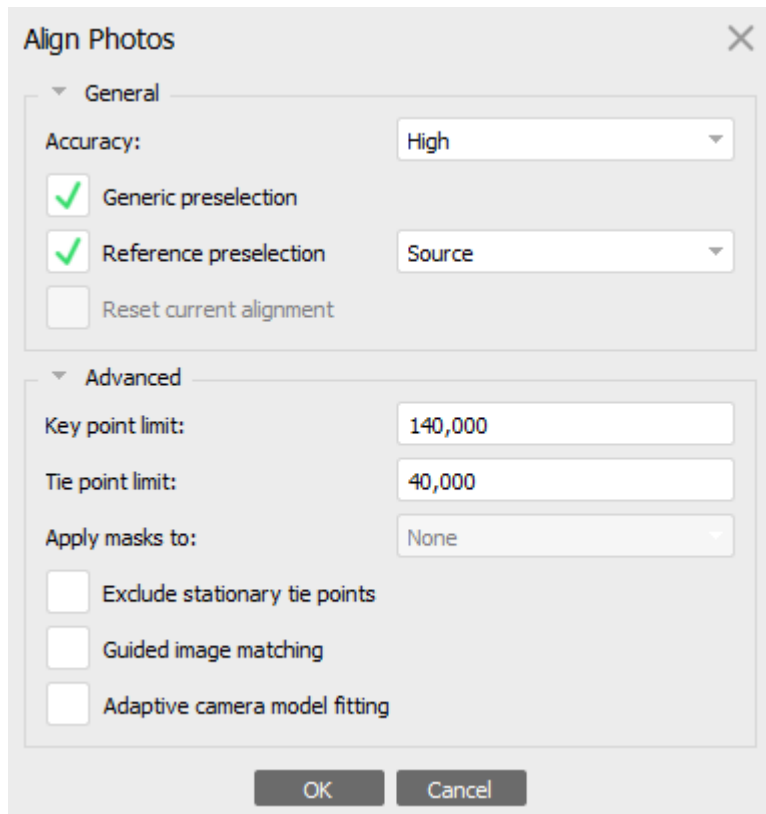 Align Photos
General
Accuracy: High
Generic preselection
Reference preselection Source
Reset current alignment
Advanced
Key point limit: 140,000
Tie point limit: 40,000
Apply masks to: None
Exclude stationary tie points
Guided image matching
Adaptive camera model fitting
OK Cancel